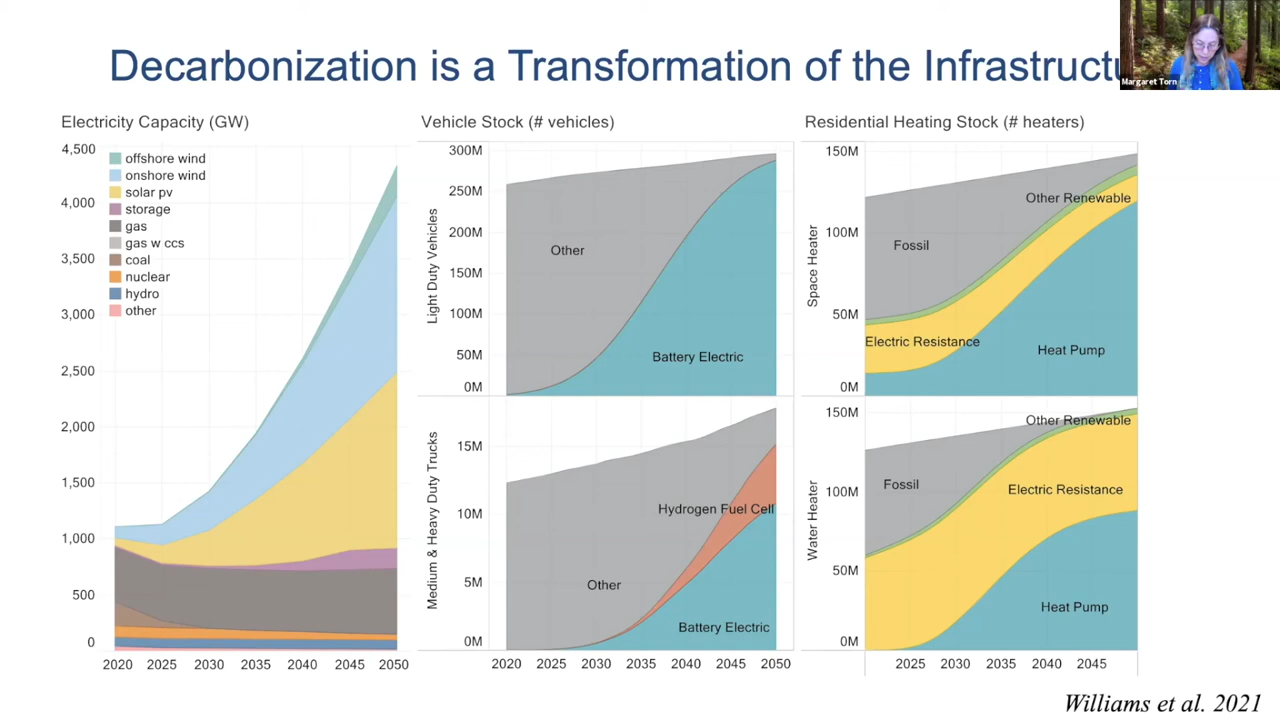 Decarbonization is a Transformation of the Infrastructu
Margaret Torn
Electricity Capacity (GW)
4,500
4,000
3,500
3,000
2,500
2,000
1,500
1,000
500
0
offshore wind
onshore wind
solar pv
storage
gas
gas w ccs
coal
nuclear
hydro
other
2020 2025 2030 2035 2040 2045 2050
Vehicle Stock (# vehicles)
Light Duty Vehicles
300M
250M
200M
150M
100M
50M
0M
Other
Battery Electric
Medium & Heavy Duty Trucks
15M
10M
5M
0M
Hydrogen Fuel Cell
Other
Battery Electric
2020 2025 2030 2035 2040 2045 2050
Residential Heating Stock (# heaters)
Space Heater
150M
100M
50M
0M
Other Renewable
Fossil
Electric Resistance
Heat Pump
Water Heater
150M
100M
50M
0M
Other Renewable
Fossil
Electric Resistance
Heat Pump
2025 2030 2035 2040 2045
Williams et al. 2021